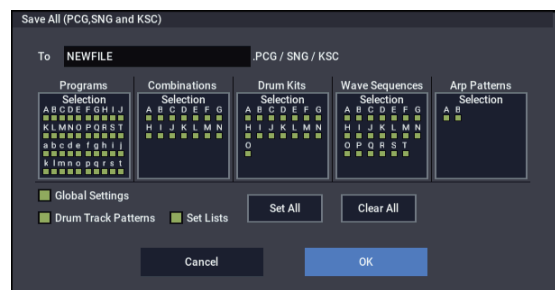 Save All (PCG,SNG and KSC)
To NEWFILE .PCG / SNG / KSC
Programs Combinations Drum Kits Wave Sequences Arp Patterns
Selection Selection Selection Selection Selection
A B C D E F G H I J A B C D E F G A B C D E F G A B C D E F G A B
K L M N O P Q R S T H I J K L M N H I J K L M N H I J K L M N
a b c d e f g h i j O O P Q R S T
k l m n o p q r s t
Global Settings
Drum Track Patterns Set Lists Set All Clear All
Cancel OK